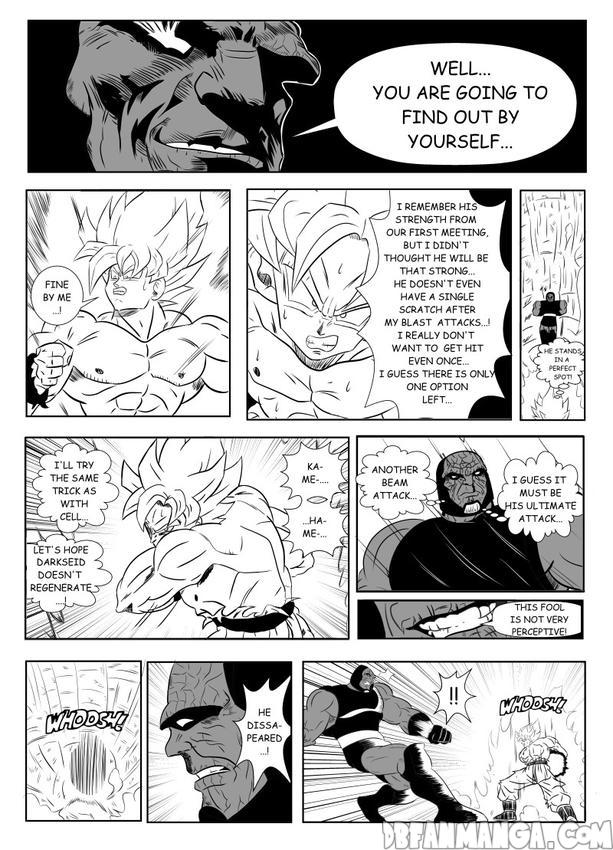 WELL...
YOU ARE GOING TO
FIND OUT BY
YOURSELF...
FINE
BY ME
...!
I REMEMBER HIS
STRENGTH FROM
OUR FIRST MEETING,
BUT I DIDN'T
THOUGHT HE WILL BE
THAT STRONG...
HE DOESN'T EVEN
HAVE A SINGLE
SCRATCH AFTER
MY BLAST ATTACKS...!
I REALLY DON'T
WANT TO GET HIT
EVEN ONCE...
I GUESS THERE IS ONLY
ONE OPTION
LEFT...
HE STANDS
IN A
PERFECT
SPOT!
I'LL TRY
THE SAME
TRICK AS
WITH
CELL...!
LET'S HOPE
DARKSEID
DOESN'T
REGENERATE
....!
KA-
ME-....
...HA-
ME-...
ANOTHER
BEAM
ATTACK...
I GUESS IT
MUST BE
HIS ULTIMATE
ATTACK...
THIS FOOL
IS NOT VERY
PERCEPTIVE!
WHOOSH!
HE
DISSA-
PEARED
...!
!!
WHOOSH!
DBFANMANGA.COM